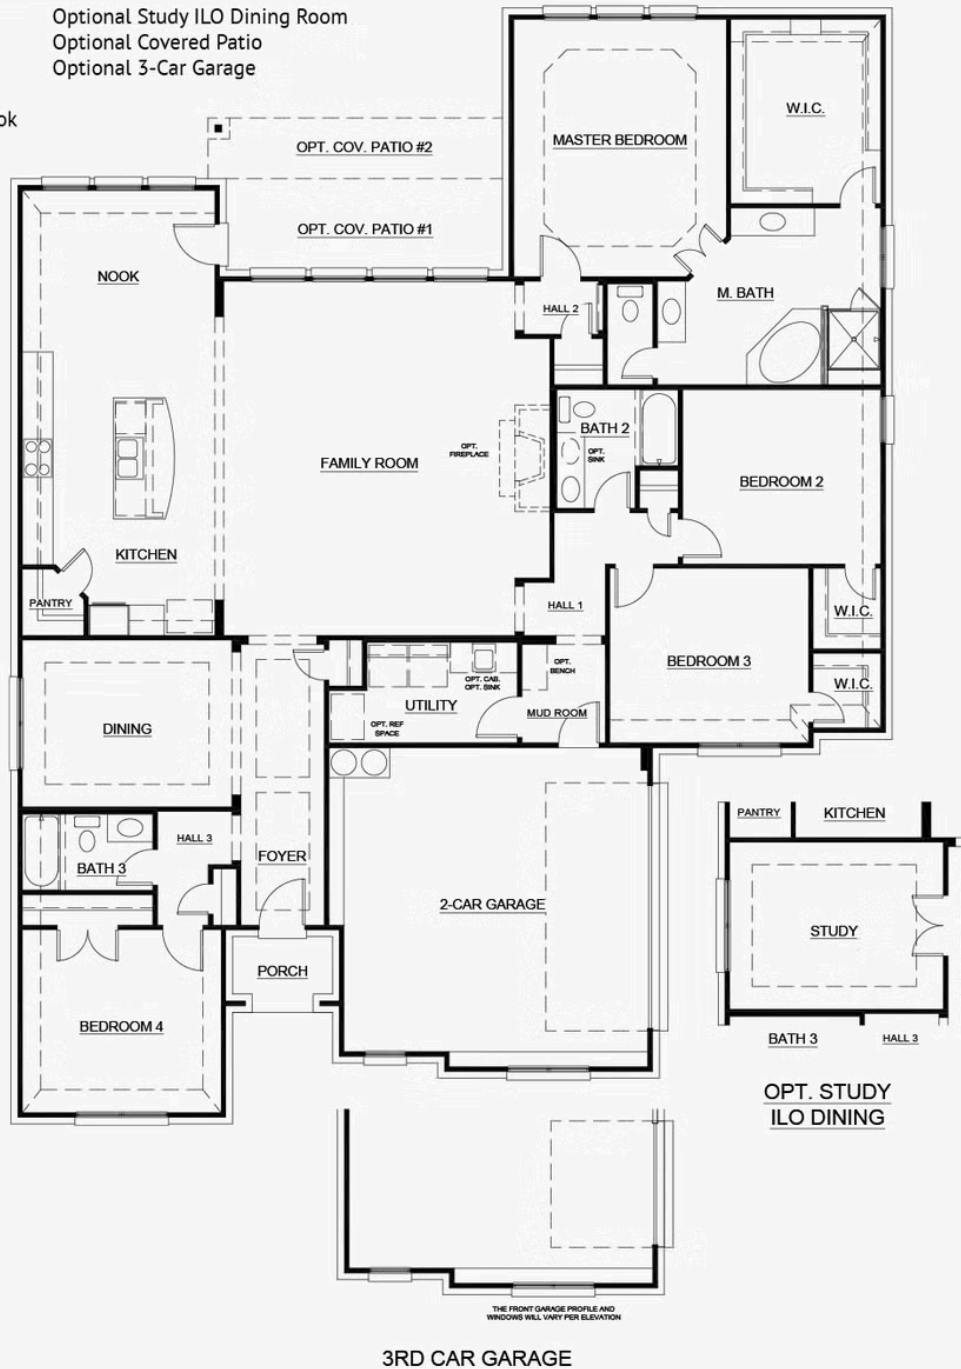 Optional Study ILO Dining Room
Optional Covered Patio
Optional 3-Car Garage
ok
OPT. COV. PATIO #2
MASTER BEDROOM
W.I.C.
OPT. COV. PATIO #1
NOOK
M. BATH
HALL 2
BATH 2
OPT.
SINK
OPT.
FIREPLACE
FAMILY ROOM
BEDROOM 2
KITCHEN
PANTRY
HALL 1
W.I.C.
OPT.
BENCH
BEDROOM 3
W.I.C.
OPT. CAB.
OPT. SINK
UTILITY
MUD ROOM
OPT. REF
SPACE
DINING
PANTRY
KITCHEN
HALL 3
BATH 3
FOYER
2-CAR GARAGE
STUDY
PORCH
BEDROOM 4
BATH 3
HALL 3
OPT. STUDY
ILO DINING
THE FRONT GARAGE PROFILE AND
WINDOWS WILL VARY PER ELEVATION
3RD CAR GARAGE